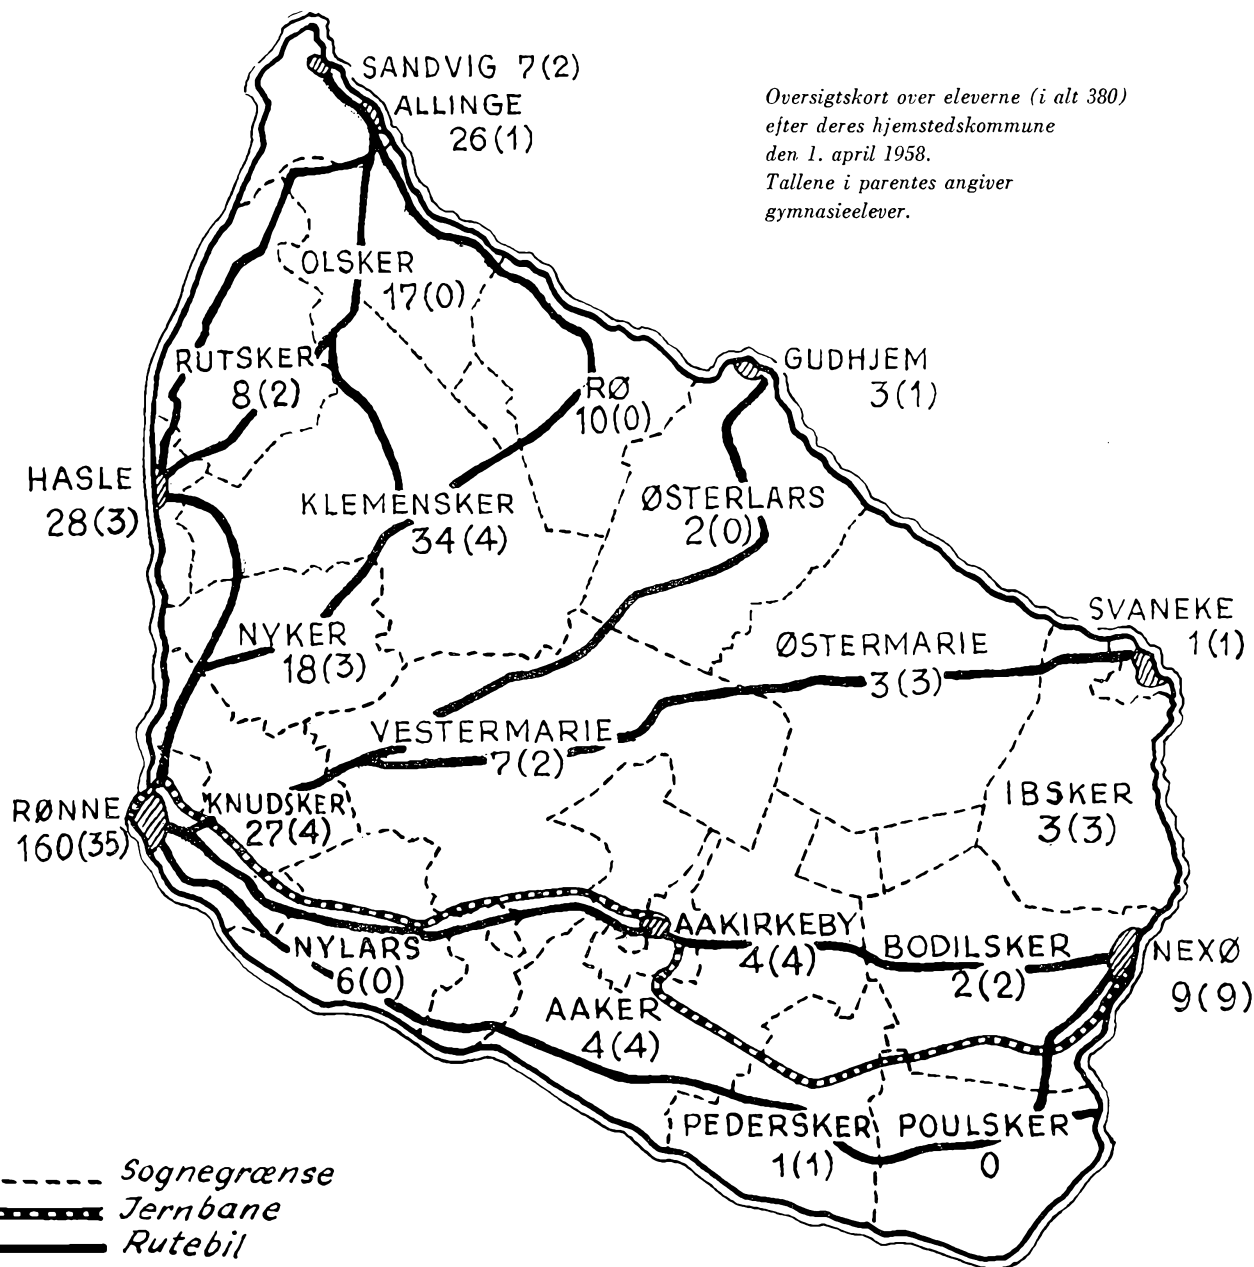 SANDVIG 7(2)
ALLINGE
26(1)
Oversigtskort over eleverne (i alt 380)
efter deres hjemstedskommune
den 1. april 1958.
Tallene i parentes angiver
gymnasieelever.
OLSKER
17(0)
RUTSKER
8(2)
RØ
10(0)
GUDHJEM
3(1)
HASLE
28(3)
KLEMENSKER
34(4)
ØSTERLARS
2(0)
NYKER
18(3)
SVANEKE
1(1)
ØSTERMARIE
3(3)
VESTERMARIE
7(2)
RØNNE
160(35)
KNUDSKER
27(4)
IBSKER
3(3)
NYLARS
6(0)
AAKIRKEBY
4(4)
BODILSKER
2(2)
NEXØ
9(9)
AAKER
4(4)
PEDERSKER
1(1)
POULSKER
0
Sognegrænse
Jernbane
Rutebil